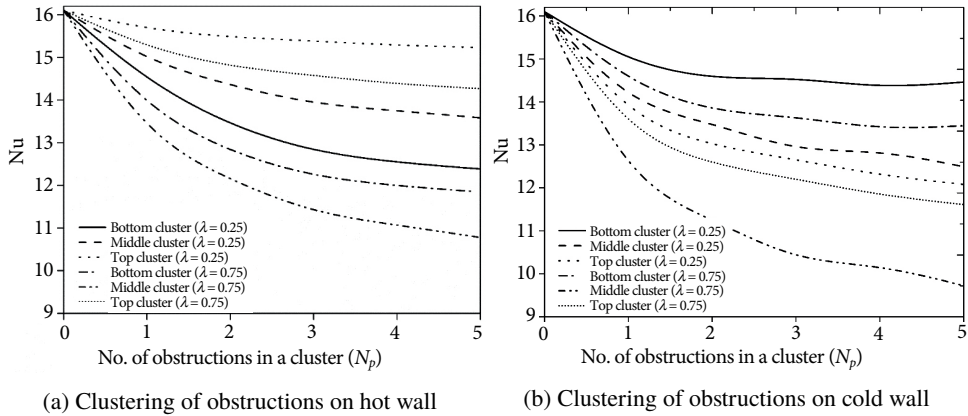 16
15
14
13
12
11
10
9
Nu
Bottom cluster (λ = 0.25)
Middle cluster (λ = 0.25)
Top cluster (λ = 0.25)
Bottom cluster (λ = 0.75)
Middle cluster (λ = 0.75)
Top cluster (λ = 0.75)
0 1 2 3 4 5
No. of obstructions in a cluster (Np)
(a) Clustering of obstructions on hot wall
16
15
14
13
12
11
10
9
Nu
Bottom cluster (λ = 0.25)
Middle cluster (λ = 0.25)
Top cluster (λ = 0.25)
Bottom cluster (λ = 0.75)
Middle cluster (λ = 0.75)
Top cluster (λ = 0.75)
0 1 2 3 4 5
No. of obstructions in a cluster (Np)
(b) Clustering of obstructions on cold wall